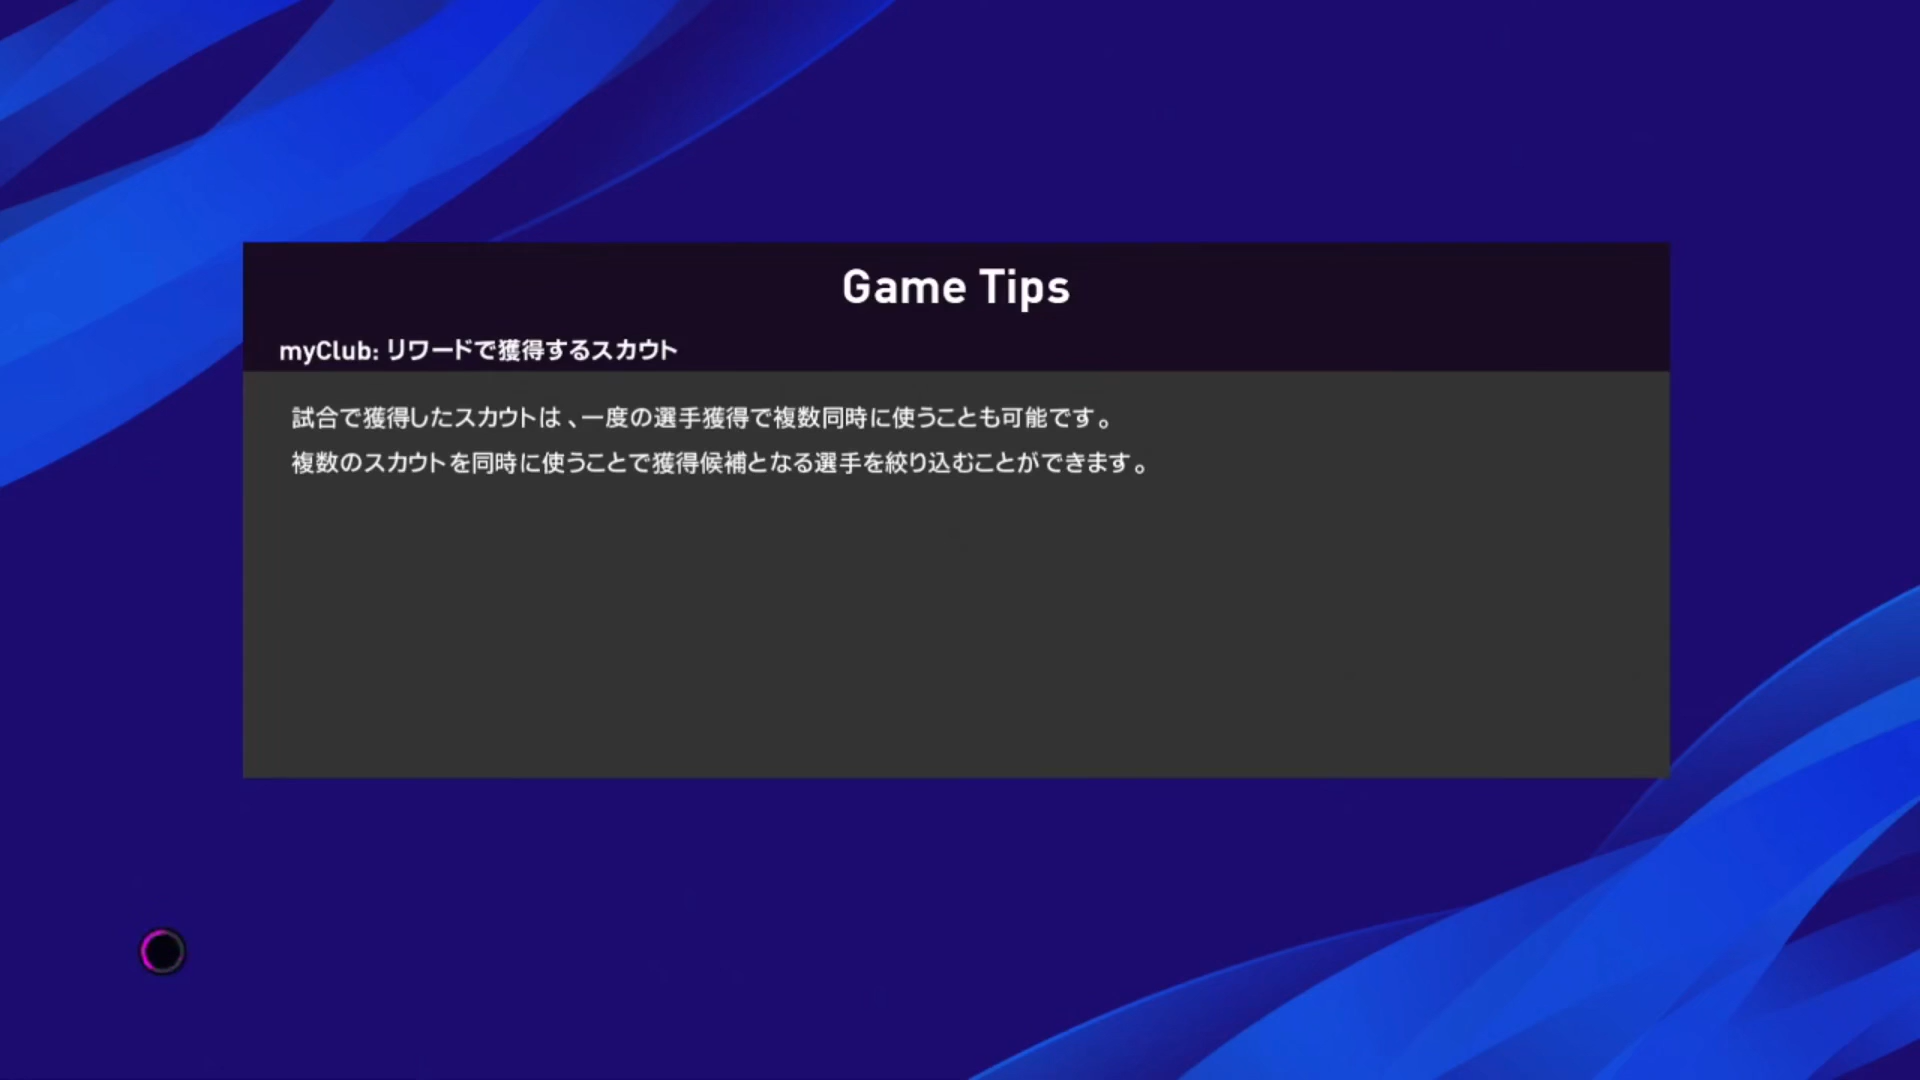 Game Tips
myClub: リワードで獲得するスカウト
試合で獲得したスカウトは、一度の選手獲得で複数同時に使うことも可能です。
複数のスカウトを同時に使うことで獲得候補となる選手を絞り込むことができます。